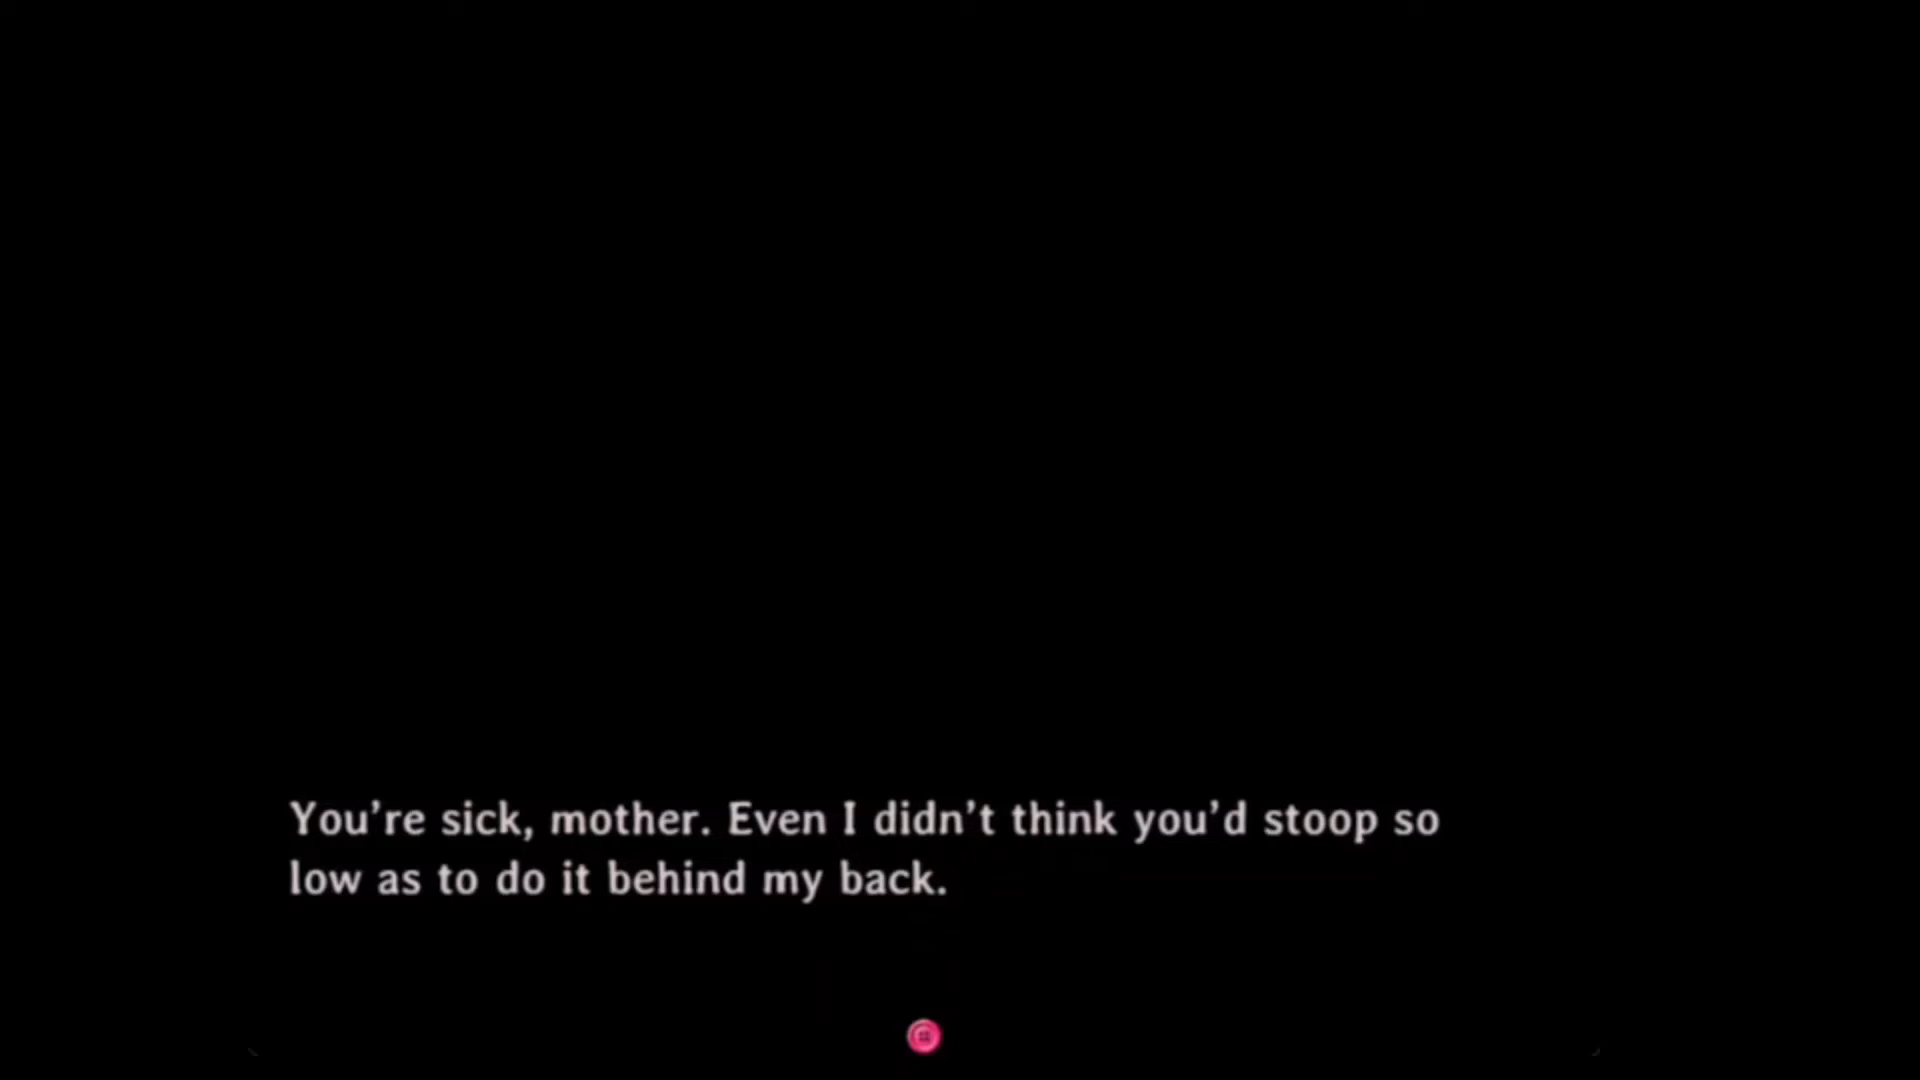 You're sick, mother. Even I didn't think you'd stoop so
low as to do it behind my back.